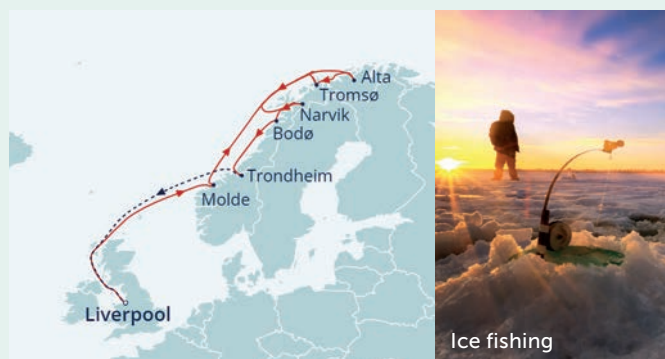 Alta
Tromsø
Narvik
Bodø
Trondheim
Molde
Liverpool
Ice fishing